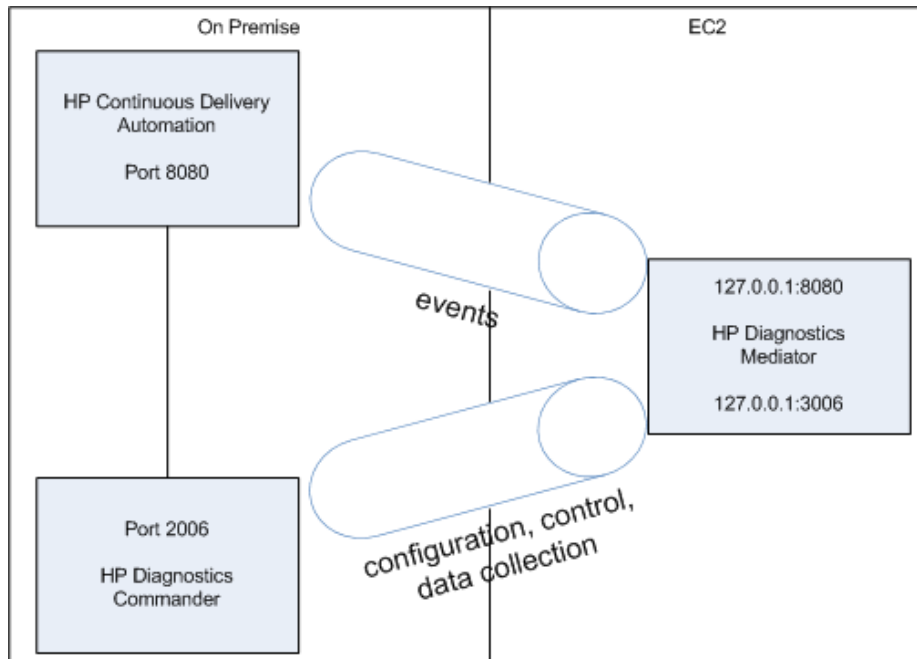 On Premise
EC2
HP Continuous Delivery
Automation
Port 8080
events
127.0.0.1:8080
HP Diagnostics
Mediator
127.0.0.1:3006
configuration, control,
data collection
Port 2006
HP Diagnostics
Commander